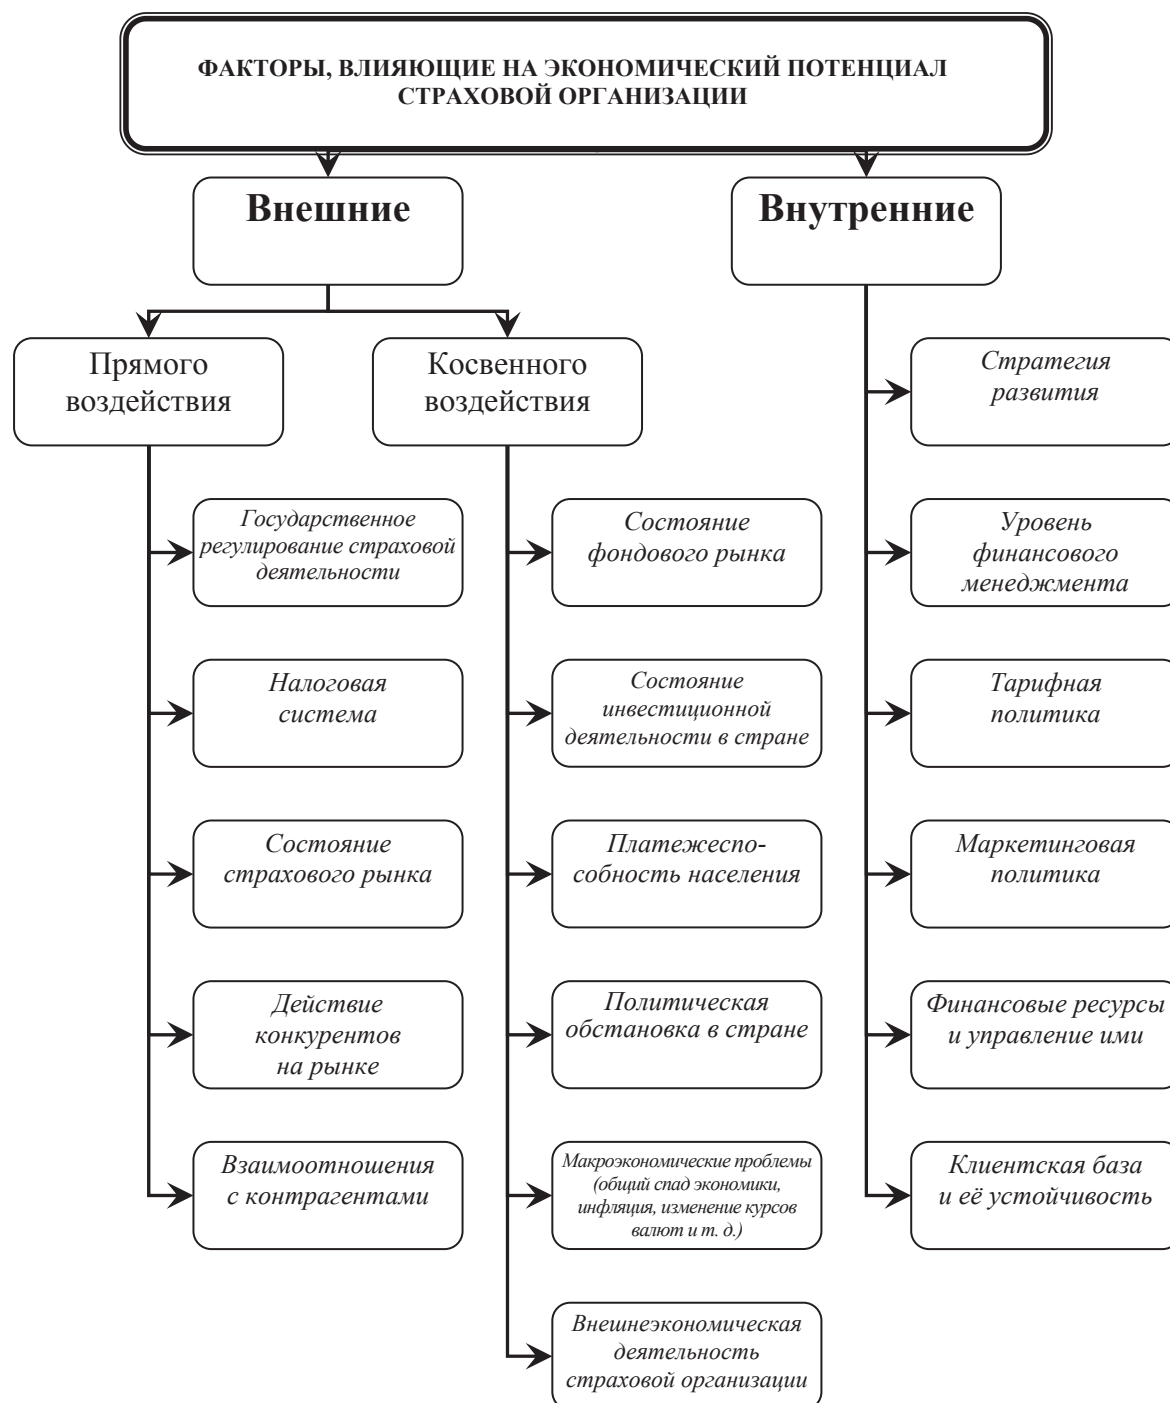 ФАКТОРЫ, ВЛИЯЮЩИЕ НА ЭКОНОМИЧЕСКИЙ ПОТЕНЦИАЛ
СТРАХОВОЙ ОРГАНИЗАЦИИ
Внешние
Внутренние
Прямого
воздействия
Косвенного
воздействия
Государственное
регулирование страховой
деятельности
Налоговая
система
Состояние
страхового рынка
Действие
конкурентов
на рынке
Взаимоотношения
с контрагентами
Состояние
фондового рынка
Состояние
инвестиционной
деятельности в стране
Платежеспо-
собность населения
Политическая
обстановка в стране
Макроэкономические проблемы
(общий спад экономики,
инфляция, изменение курсов
валют и т. д.)
Внешнеэкономическая
деятельность
страховой организации
Стратегия
развития
Уровень
финансового
менеджмента
Тарифная
политика
Маркетинговая
политика
Финансовые ресурсы
и управление ими
Клиентская база
и её устойчивость